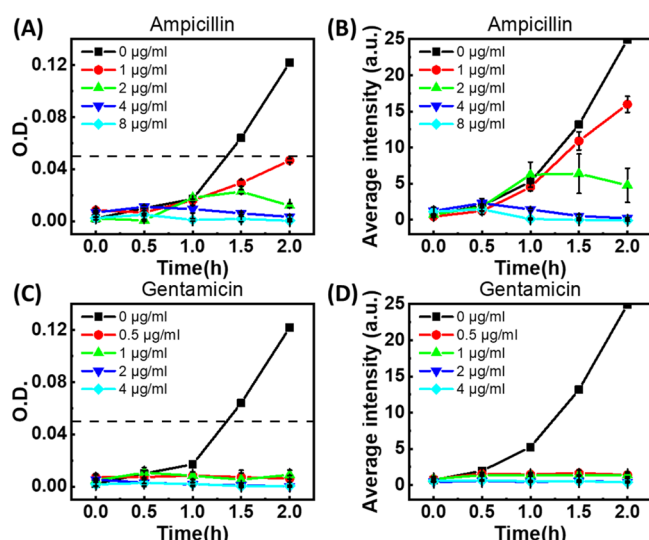 (A) Ampicillin
O.D.
0.12
0.08
0.04
0.00
0 µg/ml
1 µg/ml
2 µg/ml
4 µg/ml
8 µg/ml
0.0 0.5 1.0 1.5 2.0
Time(h)
(B) Ampicillin
Average intensity (a.u.)
25
20
15
10
5
0
0 µg/ml
1 µg/ml
2 µg/ml
4 µg/ml
8 µg/ml
0.0 0.5 1.0 1.5 2.0
Time(h)
(C) Gentamicin
O.D.
0.12
0.08
0.04
0.00
0 µg/ml
0.5 µg/ml
1 µg/ml
2 µg/ml
4 µg/ml
0.0 0.5 1.0 1.5 2.0
Time(h)
(D) Gentamicin
Average intensity (a.u.)
25
20
15
10
5
0
0 µg/ml
0.5 µg/ml
1 µg/ml
2 µg/ml
4 µg/ml
0.0 0.5 1.0 1.5 2.0
Time(h)